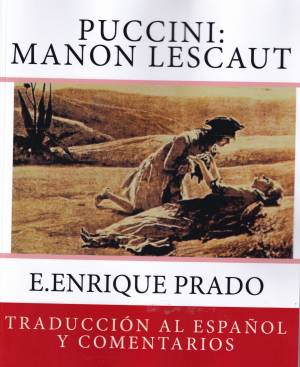 PUCCINI:
MANON LESCAUT
E.ENRIQUE PRADO
TRADUCCIÓN AL ESPAÑOL
Y COMENTARIOS